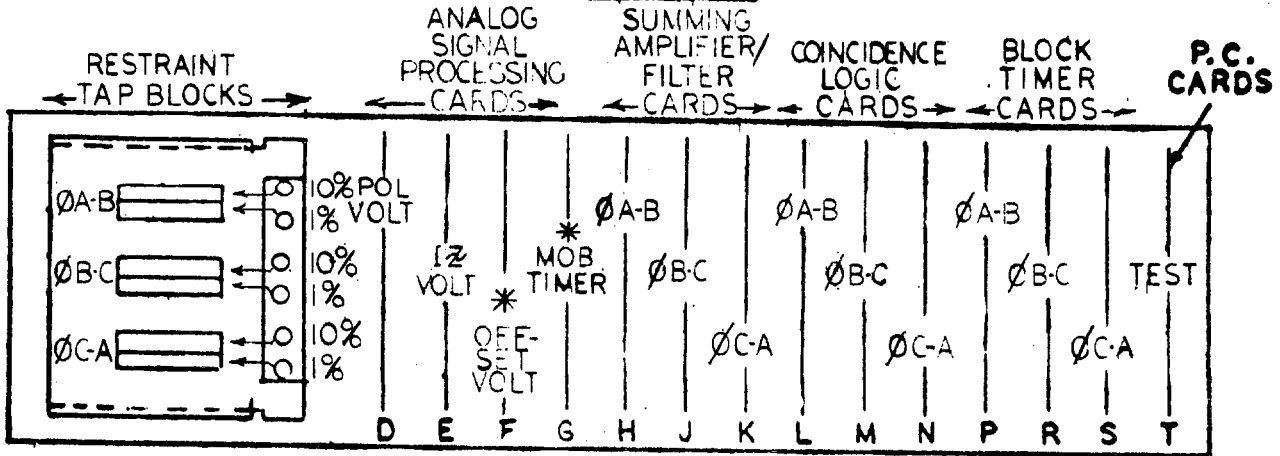 RESTRAINT
TAP BLOCKS
ANALOG
SIGNAL
PROCESSING
CARDS
SUMMING
AMPLIFIER/
FILTER
CARDS
COINCIDENCE
LOGIC
CARDS
BLOCK
TIMER
CARDS
P.C.
CARDS
ØA-B
10%
1%
ØB-C
10%
1%
ØC-A
10%
1%
POL
VOLT
IZ
VOLT
*
OFF-
SET
VOLT
*
MOB
TIMER
ØA-B
ØB-C
ØC-A
ØA-B
ØB-C
ØC-A
ØA-B
ØB-C
ØC-A
TEST
D E F G H J K L M N P R S T